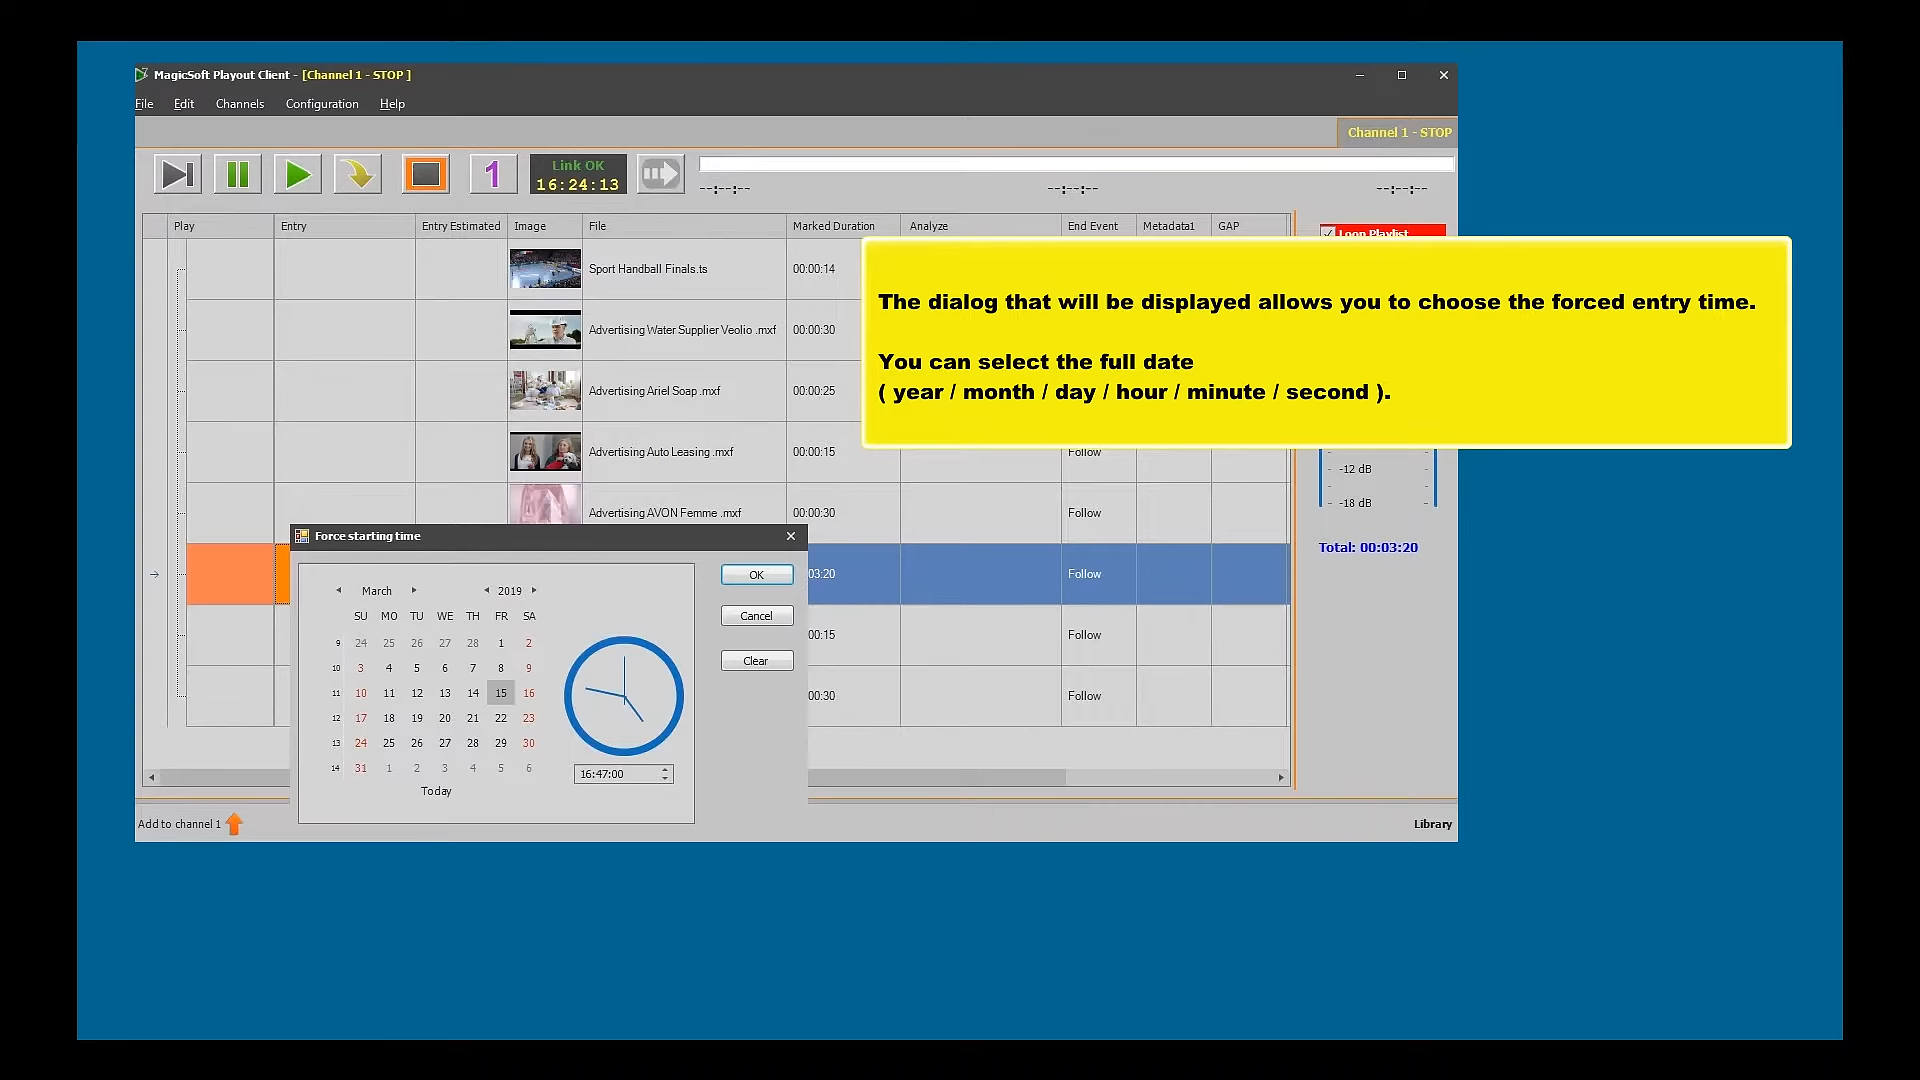 MagicSoft Playout Client - [Channel 1 - STOP ]
File Edit Channels Configuration Help
Channel 1 - STOP
1
Link OK
16:24:13
--:--:-- --:--:-- --:--:--
Play Entry Entry Estimated Image File Marked Duration Analyze End Event Metadata1 GAP
Loop Playlist
Sport Handball Finals.ts 00:00:14
Advertising Water Supplier Veolio .mxf 00:00:30
Advertising Ariel Soap .mxf 00:00:25
Advertising Auto Leasing .mxf 00:00:15 Follow
Advertising AVON Femme .mxf 00:00:30 Follow
The dialog that will be displayed allows you to choose the forced entry time.
You can select the full date
( year / month / day / hour / minute / second ).
-12 dB
-18 dB
Total: 00:03:20
03:20 Follow
00:15 Follow
00:30 Follow
Force starting time
March 2019
SU MO TU WE TH FR SA
9 24 25 26 27 28 1 2
10 3 4 5 6 7 8 9
11 10 11 12 13 14 15 16
12 17 18 19 20 21 22 23
13 24 25 26 27 28 29 30
14 31 1 2 3 4 5 6
Today
16:47:00
OK
Cancel
Clear
Add to channel 1
Library